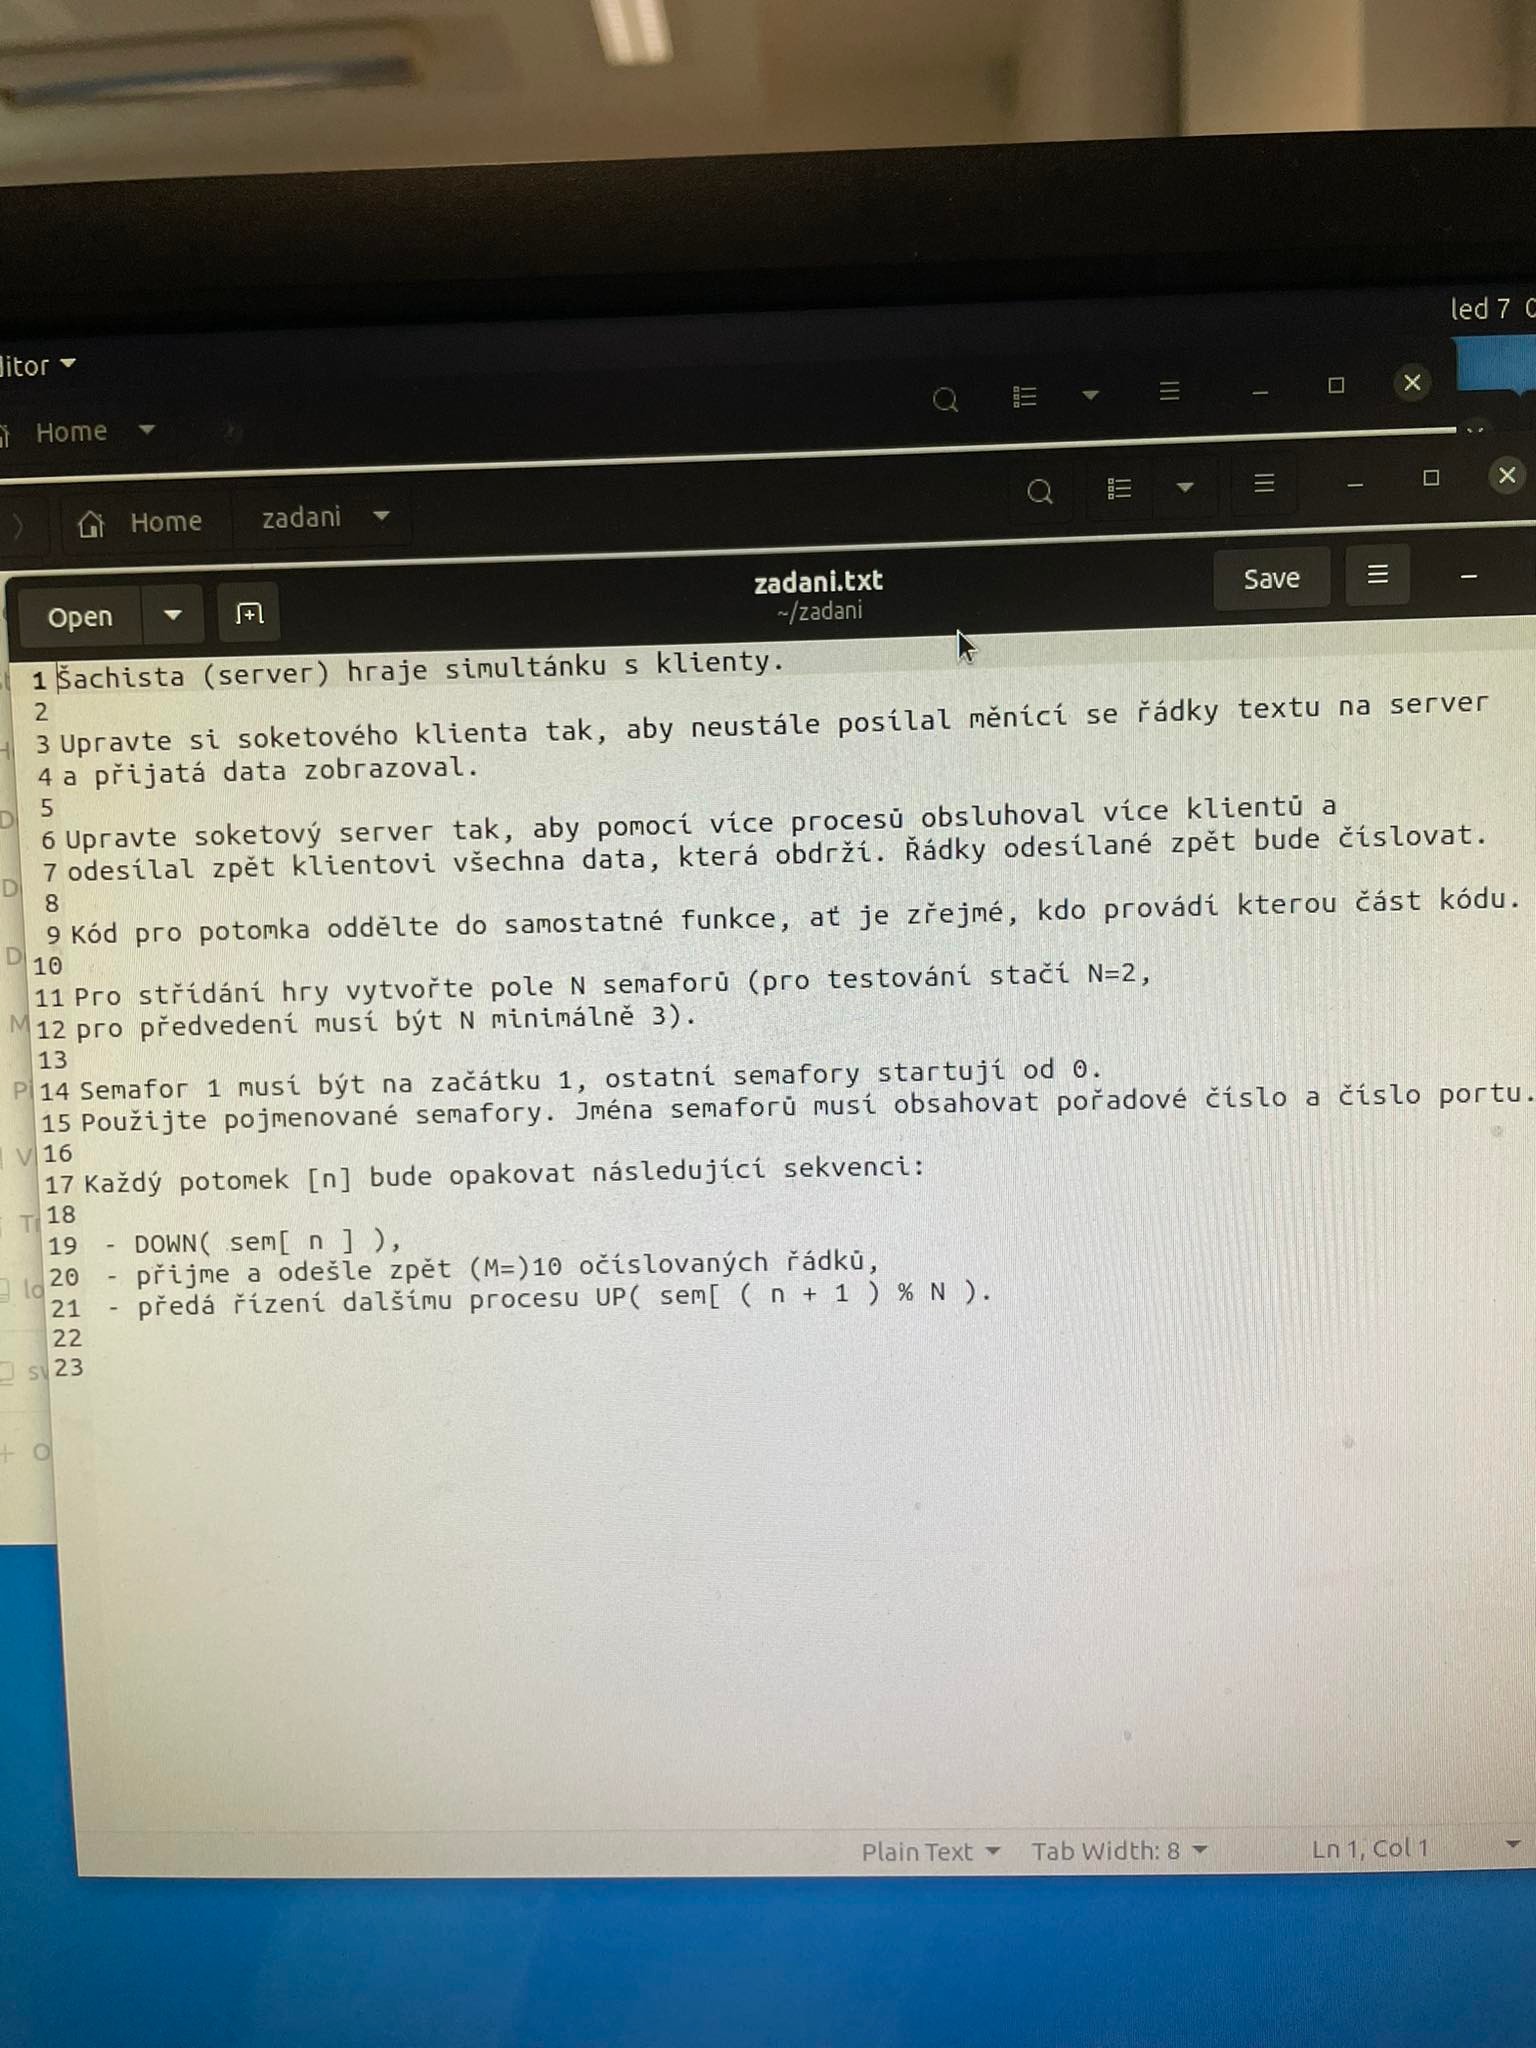 led 7
Home
Home
zadani
Open
zadani.txt
~/zadani
Save
1 Šachista (server) hraje simultánku s klienty.
2
3 Upravte si soketového klienta tak, aby neustále posílal měnící se řádky textu na server
4 a přijatá data zobrazoval.
5
6 Upravte soketový server tak, aby pomocí více procesů obsluhoval více klientů a
7 odesílal zpět klientovi všechna data, která obdrží. Řádky odesílané zpět bude číslovat.
8
9 Kód pro potomka oddělte do samostatné funkce, ať je zřejmé, kdo provádí kterou část kódu.
10
11 Pro střídání hry vytvořte pole N semaforů (pro testování stačí N=2,
12 pro předvedení musí být N minimálně 3).
13
14 Semafor 1 musí být na začátku 1, ostatní semafory startují od 0.
15 Použijte pojmenované semafory. Jména semaforů musí obsahovat pořadové číslo a číslo portu.
16
17 Každý potomek [n] bude opakovat následující sekvenci:
18
19 - DOWN( sem[ n ] ),
20 - přijme a odešle zpět (M=)10 očíslovaných řádků,
21 - předá řízení dalšímu procesu UP( sem[ ( n + 1 ) % N ).
22
23
Plain Text
Tab Width: 8
Ln 1, Col 1